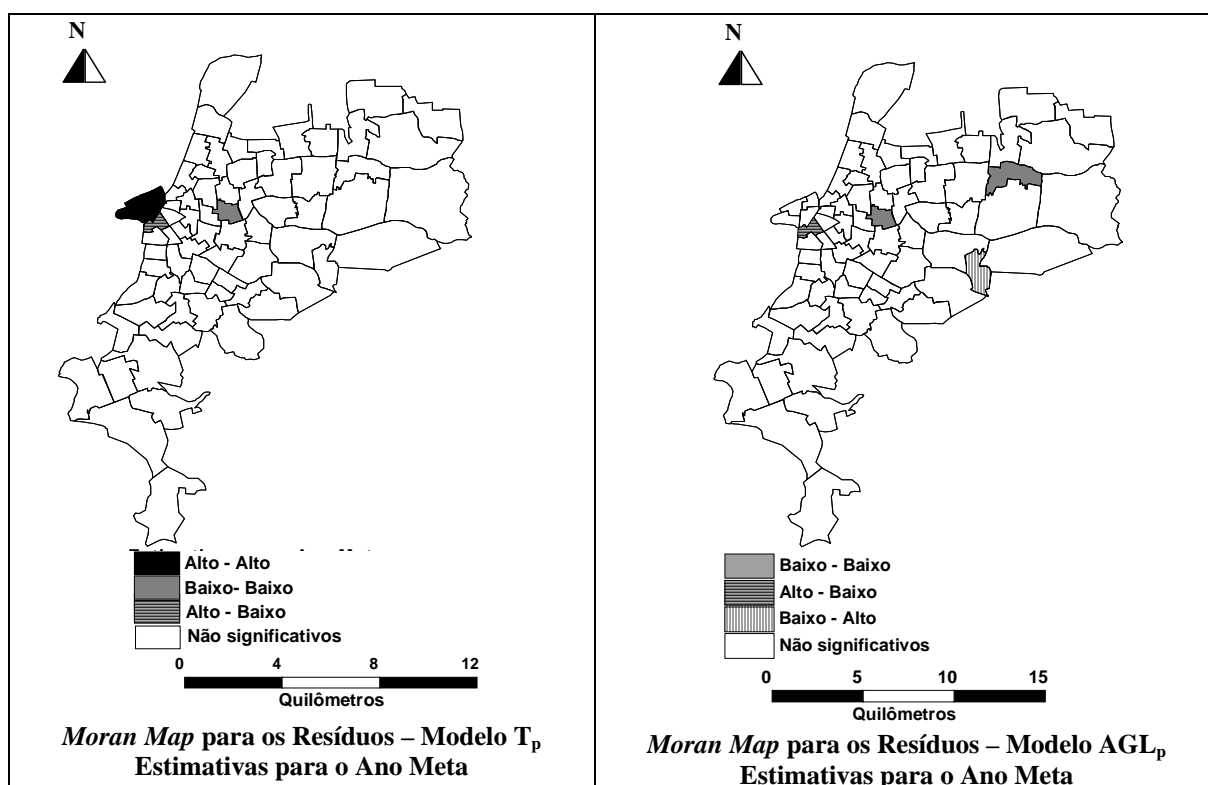 N
Alto - Alto
Baixo- Baixo
Alto - Baixo
Não significativos
0 4 8 12
Quilômetros
Moran Map para os Resíduos – Modelo Tp
Estimativas para o Ano Meta
N
Baixo - Baixo
Alto - Baixo
Baixo - Alto
Não significativos
0 5 10 15
Quilômetros
Moran Map para os Resíduos – Modelo AGLp
Estimativas para o Ano Meta